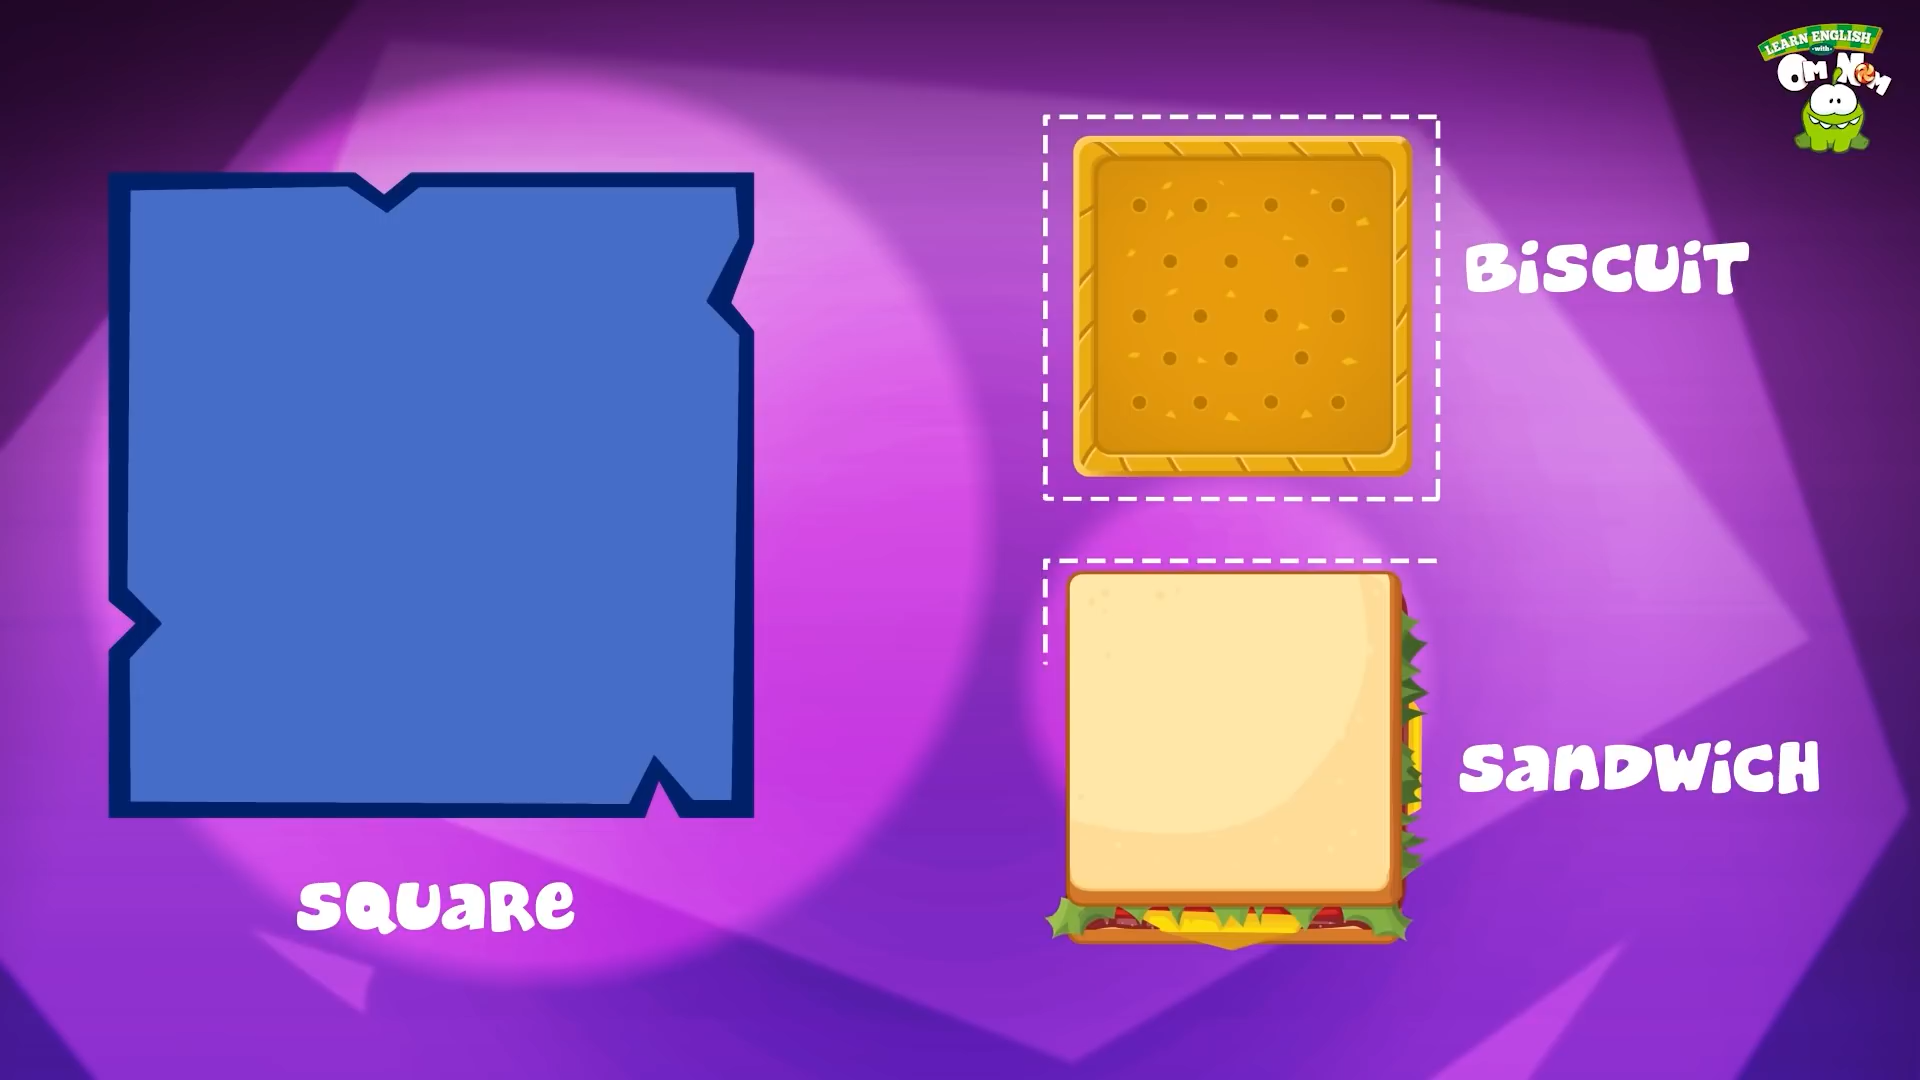 LEARN ENGLISH
with
OM NOM
BiSCUiT
SaNDWiCH
SQUaRe